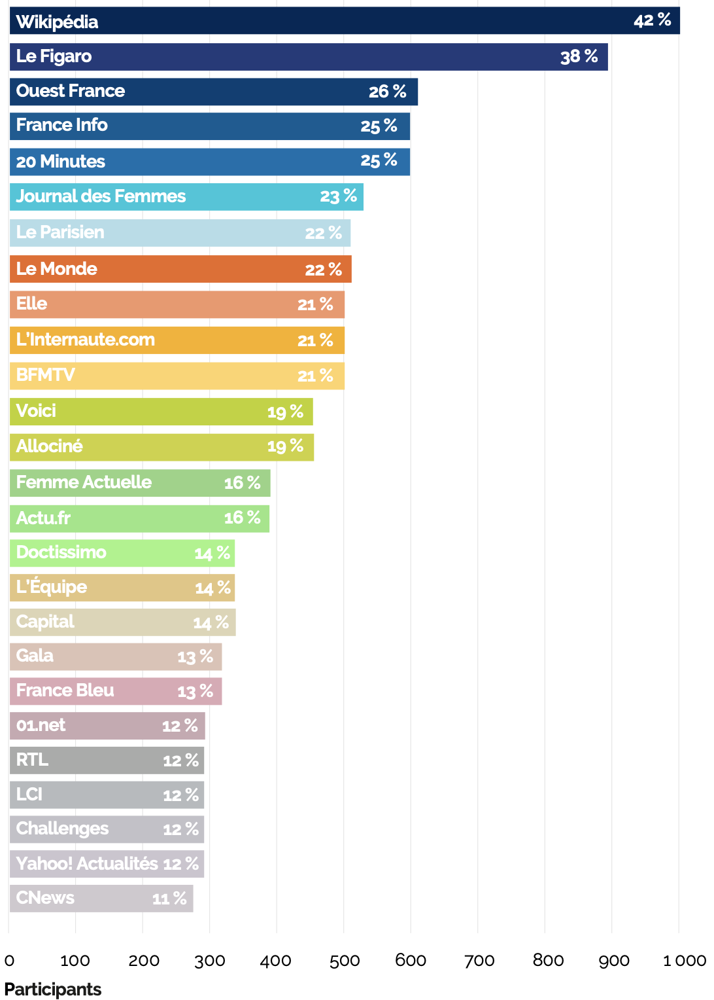 Wikipédia 42 %
Le Figaro 38 %
Ouest France 26 %
France Info 25 %
20 Minutes 25 %
Journal des Femmes 23 %
Le Parisien 22 %
Le Monde 22 %
Elle 21 %
L'Internaute.com 21 %
BFMTV 21 %
Voici 19 %
Allociné 19 %
Femme Actuelle 16 %
Actu.fr 16 %
Doctissimo 14 %
L'Équipe 14 %
Capital 14 %
Gala 13 %
France Bleu 13 %
01.net 12 %
RTL 12 %
LCI 12 %
Challenges 12 %
Yahoo! Actualités 12 %
CNews 11 %
0 100 200 300 400 500 600 700 800 900 1 000
Participants